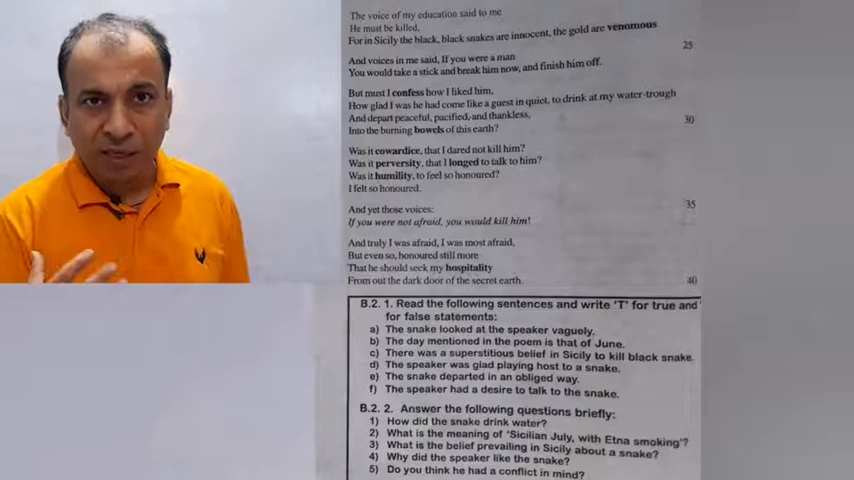 The voice of my education said to me
He must be killed,
For in Sicily the black, black snakes are innocent, the gold are venomous
25
And voices in me said, If you were a man
You would take a stick and break him now, and finish him off.
But must I confess how I liked him,
How glad I was he had come like a guest in quiet, to drink at my water-trough
And depart peaceful, pacified, and thankless,
30
Into the burning bowels of this earth?
Was it cowardice, that I dared not kill him?
Was it perversity, that I longed to talk to him?
Was it humility, to feel so honoured?
I felt so honoured.
35
And yet those voices:
If you were not afraid, you would kill him!
And truly I was afraid, I was most afraid,
But even so, honoured still more
That he should seek my hospitality
From out the dark door of the secret earth.
40
B.2. 1. Read the following sentences and write 'T' for true and
for false statements:
a) The snake looked at the speaker vaguely.
b) The day mentioned in the poem is that of June.
c) There was a superstitious belief in Sicily to kill black snake.
d) The speaker was glad playing host to a snake.
e) The snake departed in an obliged way.
f) The speaker had a desire to talk to the snake.
B.2. 2. Answer the following questions briefly:
1) How did the snake drink water?
2) What is the meaning of 'Sicilian July, with Etna smoking'?
3) What is the belief prevailing in Sicily about a snake?
4) Why did the speaker like the snake?
5) Do you think he had a conflict in mind?